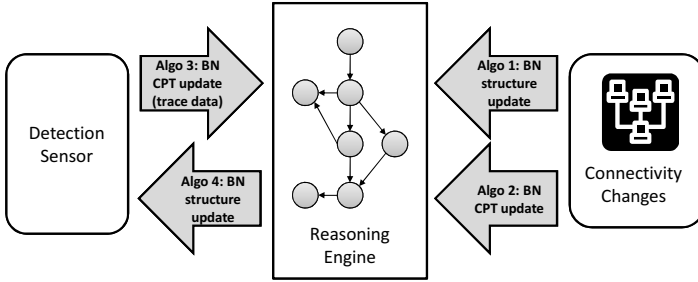 Detection
Sensor
Algo 3: BN
CPT update
(trace data)
Algo 4: BN
structure
update
Reasoning
Engine
Algo 1: BN
structure
update
Algo 2: BN
CPT update
Connectivity
Changes